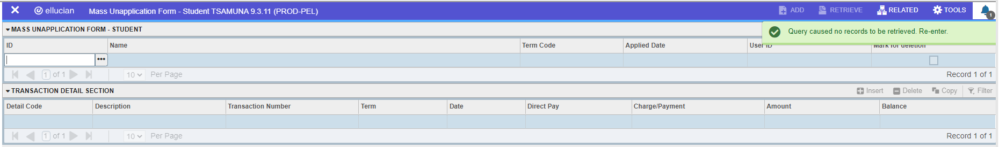 ellucian Mass Unapplication Form - Student TSAMUNA 9.3.11 (PROD-PEL) ADD RETRIEVE RELATED TOOLS 1
MASS UNAPPLICATION FORM - STUDENT
Query caused no records to be retrieved. Re-enter.
ID Name Term Code Applied Date User ID Mark for deletion
•••
1 of 1 10 Per Page Record 1 of 1
TRANSACTION DETAIL SECTION Insert Delete Copy Filter
Detail Code Description Transaction Number Term Date Direct Pay Charge/Payment Amount Balance
1 of 1 10 Per Page Record 1 of 1